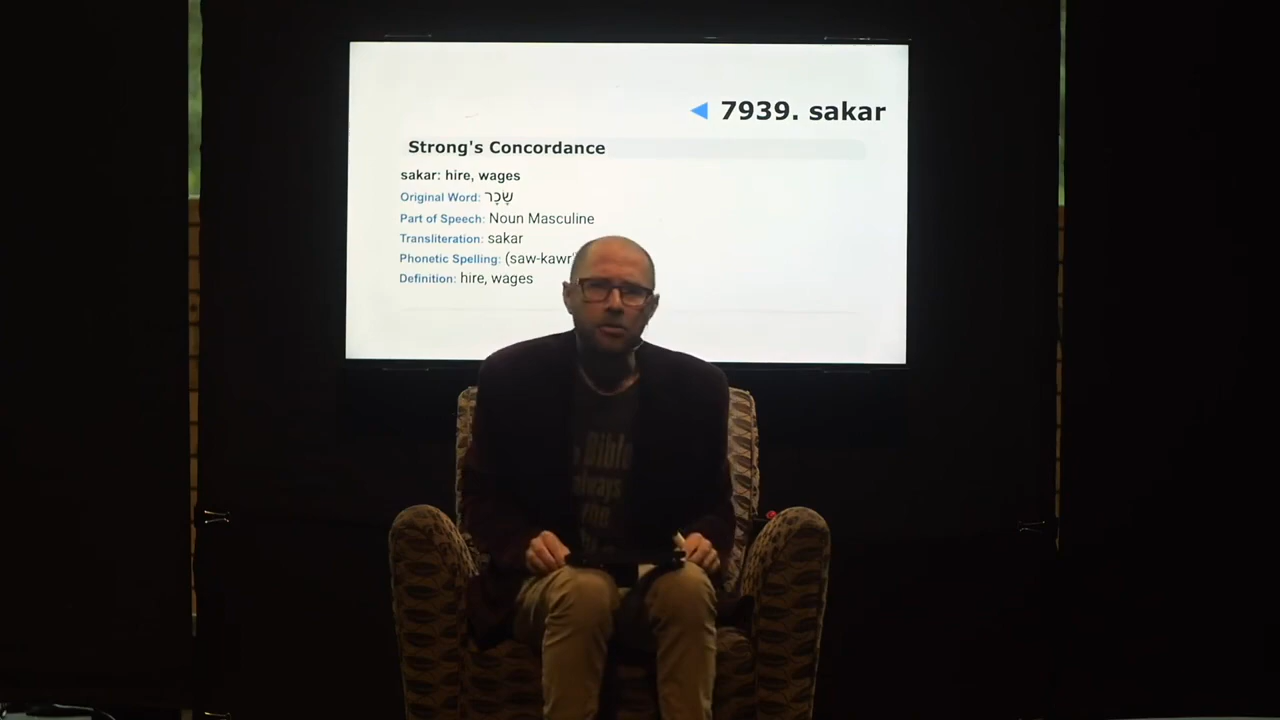 ◀ 7939. sakar
Strong's Concordance
sakar: hire, wages
Original Word: שָׂכָר
Part of Speech: Noun Masculine
Transliteration: sakar
Phonetic Spelling: (saw-kawr'
Definition: hire, wages
Bible